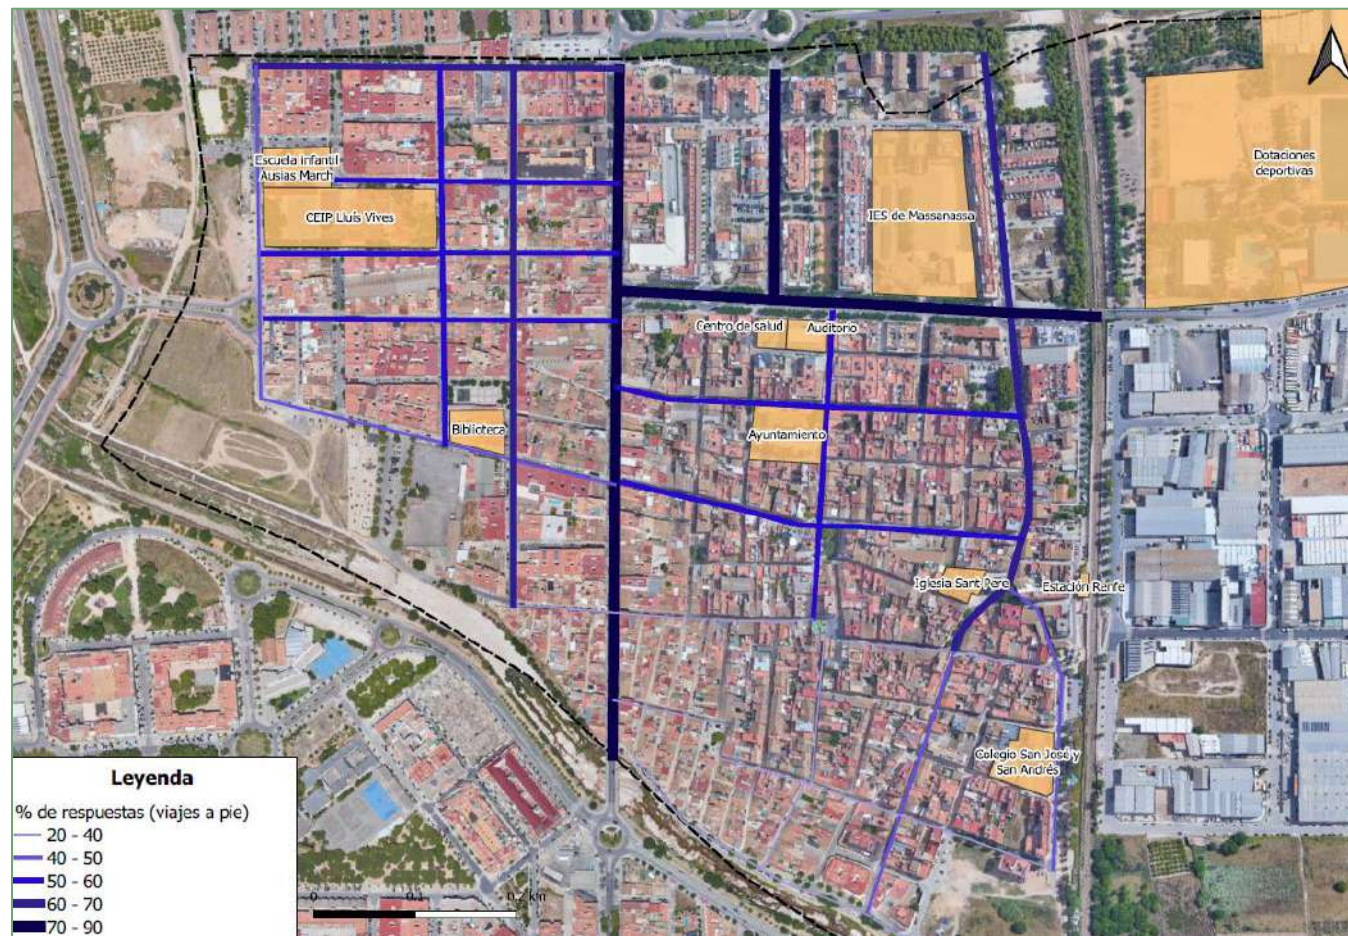 Escuela infantil
Ausias March
CEIP Lluís Vives
Dotaciones
deportivas
IES de Massanassa
Centro de salud
Auditorio
Biblioteca
Ayuntamiento
Iglesia Sant Pere
Estación Renfe
Colegio San José y
San Andrés
Leyenda
% de respuestas (viajes a pie)
20 - 40
40 - 50
50 - 60
60 - 70
70 - 90
0 0.1 0.2 km